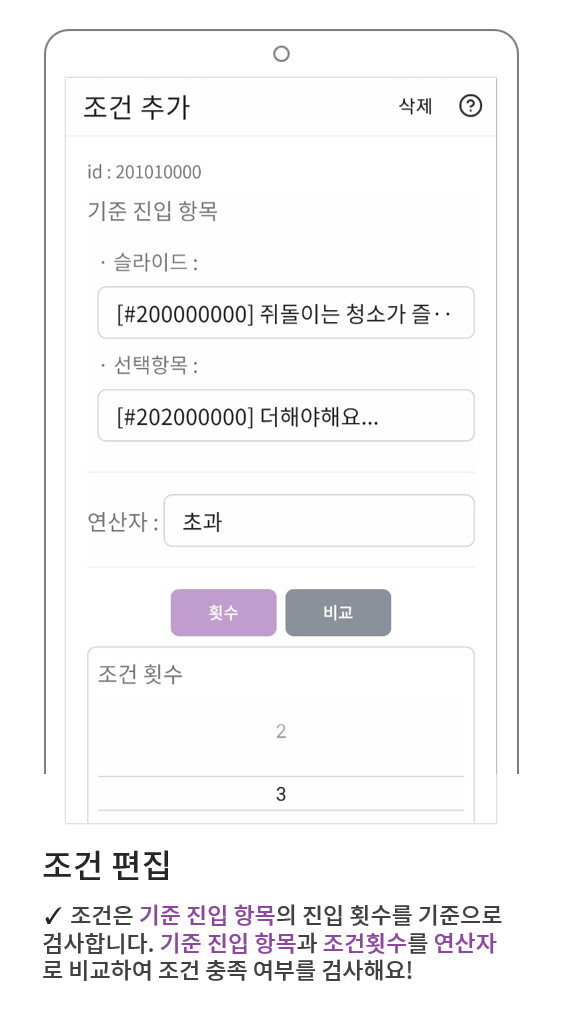 조건 추가
삭제
?
id : 201010000
기준 진입 항목
· 슬라이드 :
[#200000000] 쥐돌이는 청소가 즐··
· 선택항목 :
[#202000000] 더해야해요...
연산자 :
초과
횟수
비교
조건 횟수
2
3
조건 편집
✓ 조건은 기준 진입 항목의 진입 횟수를 기준으로
검사합니다. 기준 진입 항목과 조건횟수를 연산자
로 비교하여 조건 충족 여부를 검사해요!